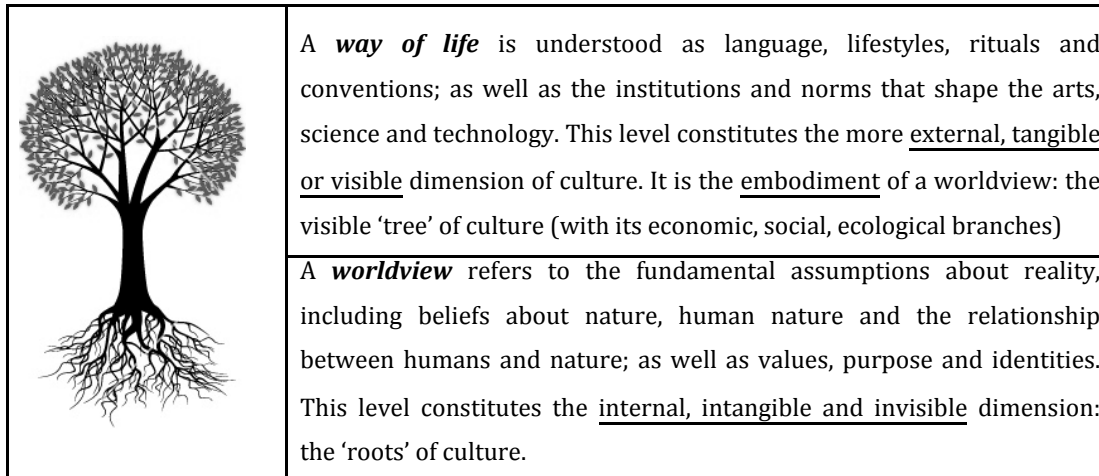 A way of life is understood as language, lifestyles, rituals and
conventions; as well as the institutions and norms that shape the arts,
science and technology. This level constitutes the more external, tangible
or visible dimension of culture. It is the embodiment of a worldview: the
visible ‘tree’ of culture (with its economic, social, ecological branches)
A worldview refers to the fundamental assumptions about reality,
including beliefs about nature, human nature and the relationship
between humans and nature; as well as values, purpose and identities.
This level constitutes the internal, intangible and invisible dimension:
the ‘roots’ of culture.